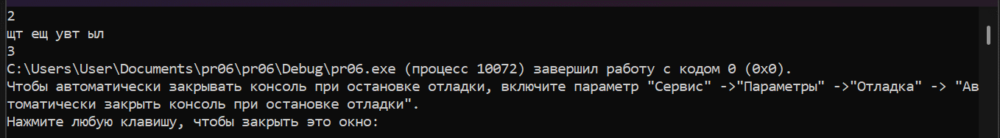 2
щт ещ увт ыл
3
C:\Users\User\Documents\pr06\pr06\Debug\pr06.exe (процесс 10072) завершил работу с кодом 0 (0x0).
Чтобы автоматически закрывать консоль при остановке отладки, включите параметр "Сервис" ->"Параметры" ->"Отладка" -> "Ав
томатически закрыть консоль при остановке отладки".
Нажмите любую клавишу, чтобы закрыть это окно: